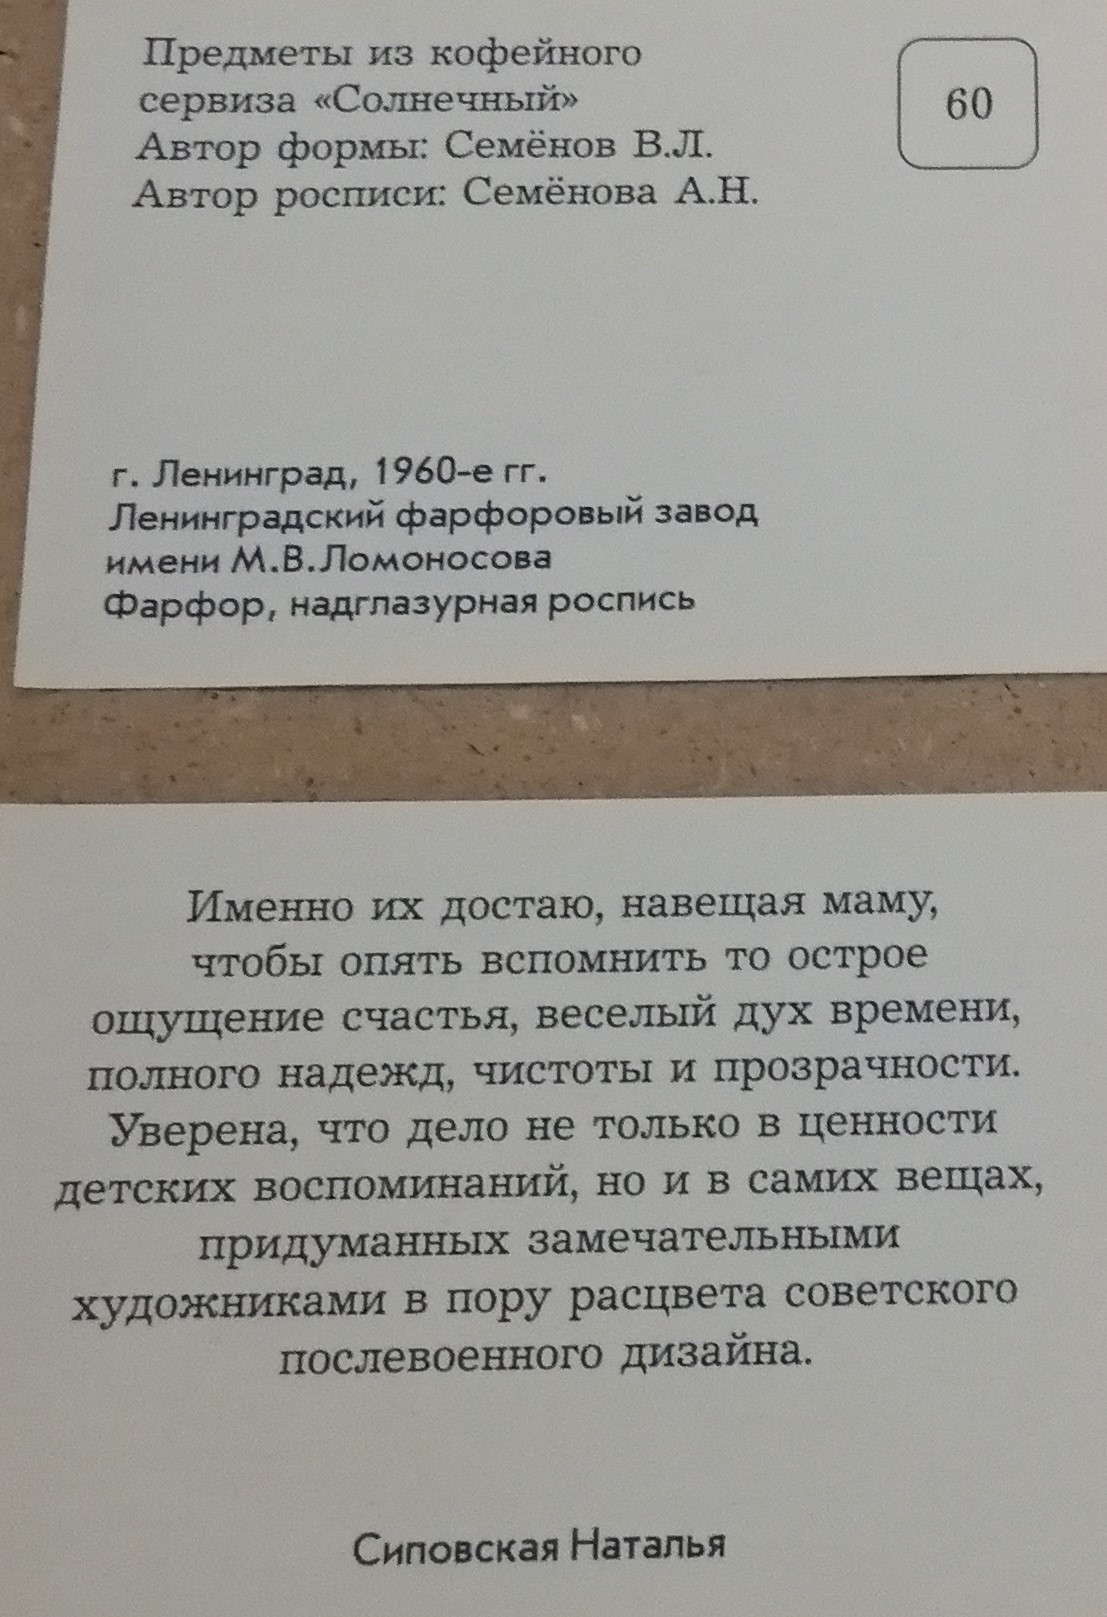 Предметы из кофейного
сервиза «Солнечный»
Автор формы: Семёнов В.Л.
Автор росписи: Семёнова А.Н.
60
г. Ленинград, 1960-е гг.
Ленинградский фарфоровый завод
имени М.В.Ломоносова
Фарфор, надглазурная роспись
Именно их достаю, навещая маму,
чтобы опять вспомнить то острое
ощущение счастья, веселый дух времени,
полного надежд, чистоты и прозрачности.
Уверена, что дело не только в ценности
детских воспоминаний, но и в самих вещах,
придуманных замечательными
художниками в пору расцвета советского
послевоенного дизайна.
Сиповская Наталья